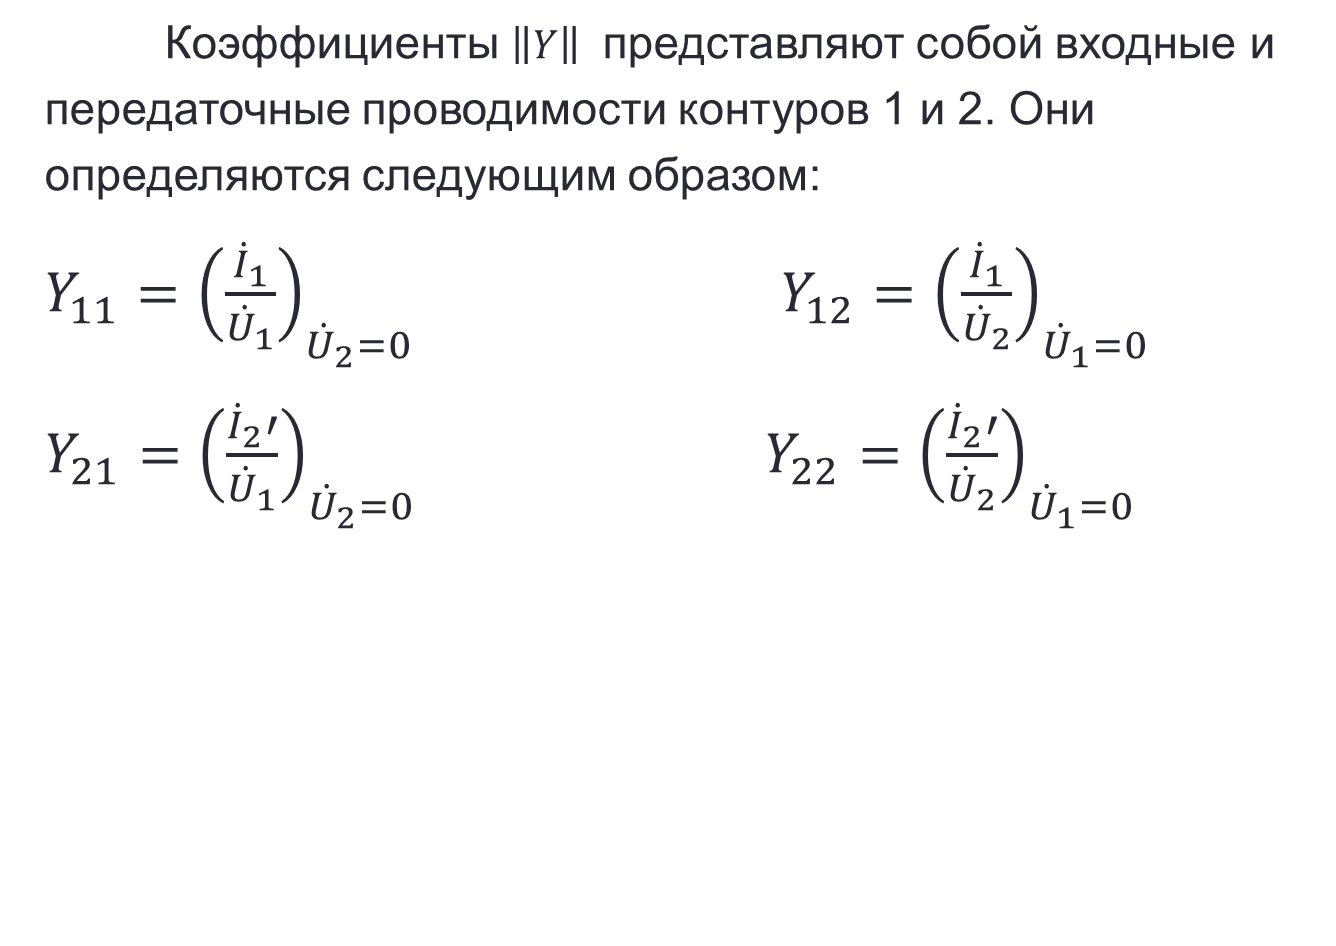 Коэффициенты ||Y|| представляют собой входные и
передаточные проводимости контуров 1 и 2. Они
определяются следующим образом:
Y₁₁ = (İ₁/U̇₁)U̇₂=0 Y₁₂ = (İ₁/U̇₂)U̇₁=0
Y₂₁ = (İ₂′/U̇₁)U̇₂=0 Y₂₂ = (İ₂′/U̇₂)U̇₁=0